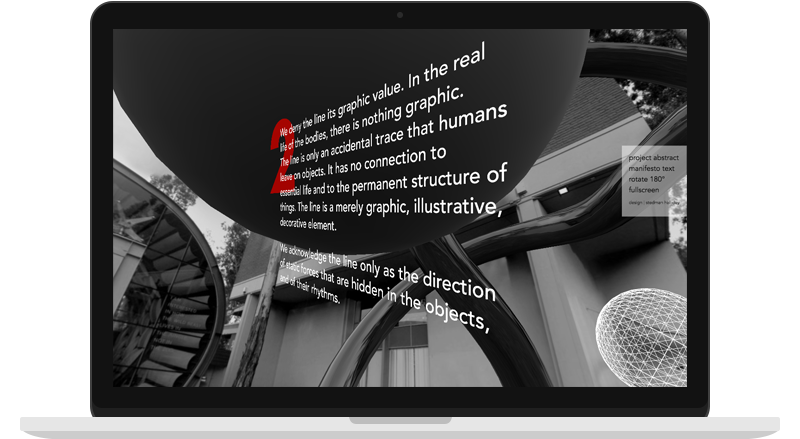 2
We deny the line its graphic value. In the real
life of the bodies, there is nothing graphic.
The line is only an accidental trace that humans
leave on objects. It has no connection to
essential life and to the permanent structure of
things. The line is a merely graphic, illustrative,
decorative element.
We acknowledge the line only as the direction
of static forces that are hidden in the objects,
and of their rhythms.
project abstract
manifesto text
rotate 180°
fullscreen
design :